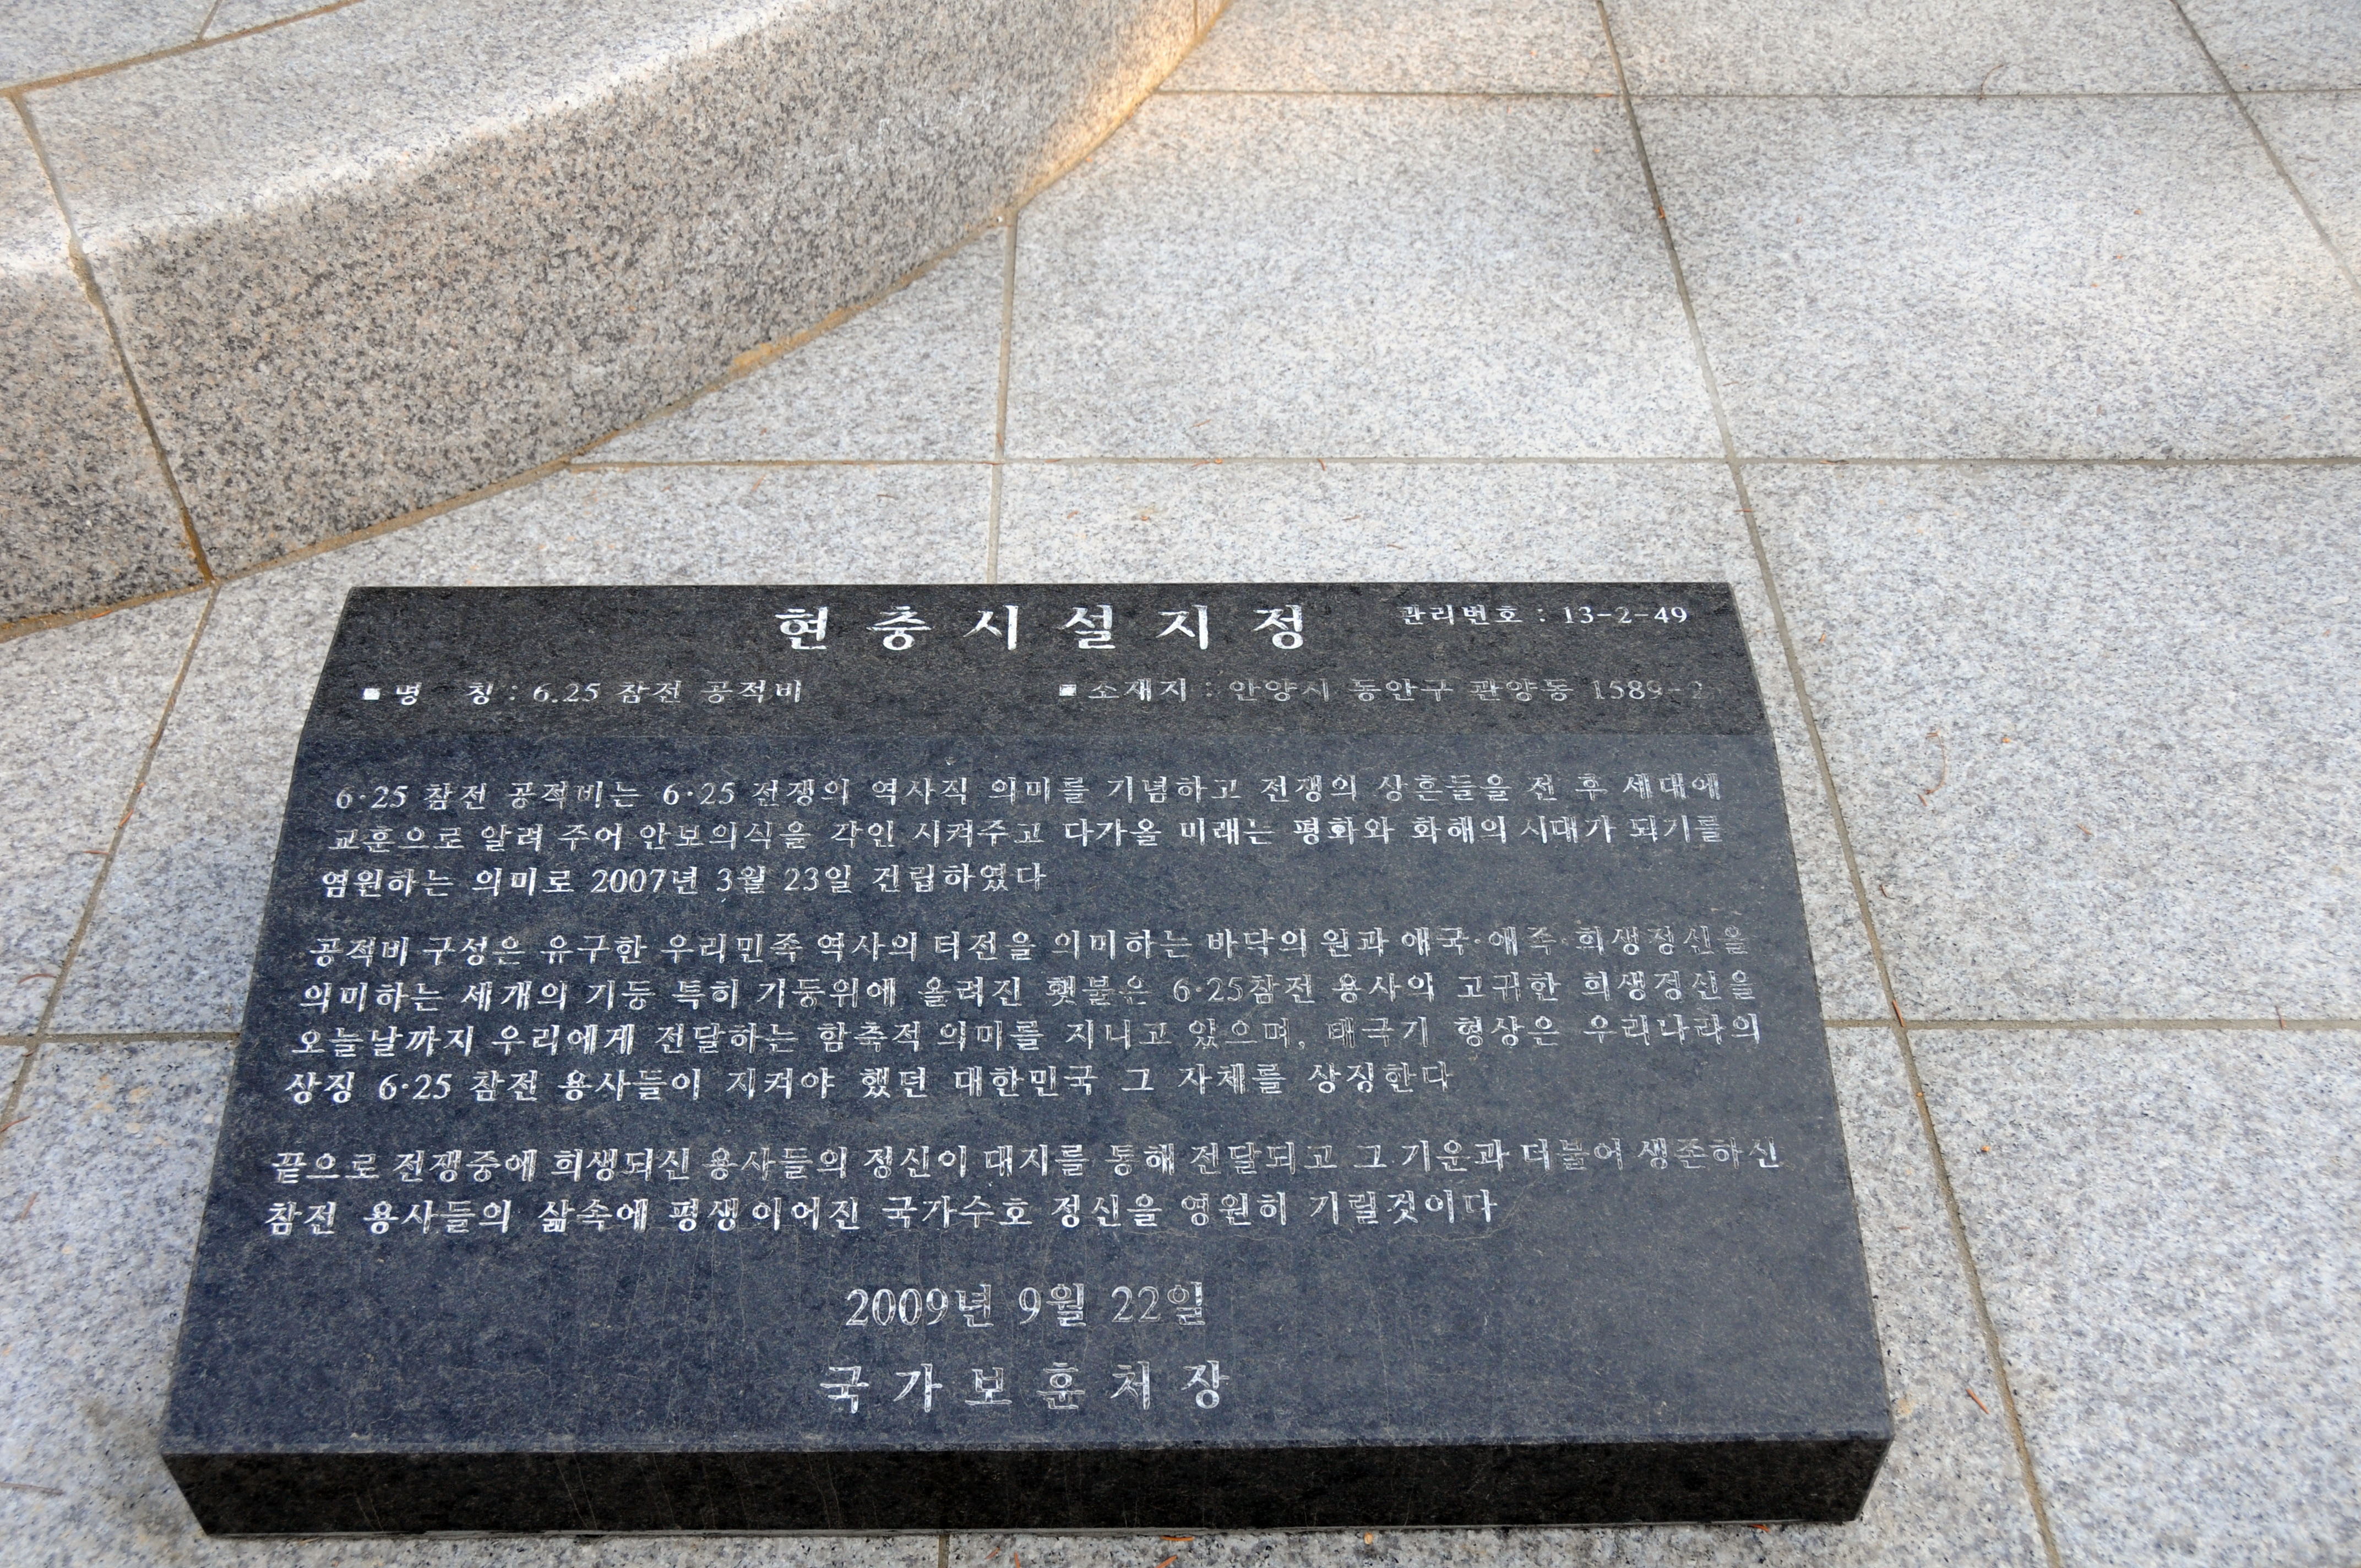 현충시설지정
관리번호 : 13-2-49
■ 명 칭 : 6.25 참전 공적비
■ 소재지 : 안양시 동안구 관양동
6·25 참전 공적비는 6·25 전쟁의 역사적 의미를 기념하고 전쟁의 상흔들을 전 후 세대에
교훈으로 알려 주어 안보의식을 각인 시켜주고 다가올 미래는 평화와 화해의 시대가 되기를
염원하는 의미로 2007년 3월 23일 건립하였다
공적비 구성은 유구한 우리민족 역사의 터전을 의미하는 바닥의 원과 애국·애족·희생정신을
의미하는 세개의 기둥 특히 기둥위에 올려진 횃불은 6·25참전 용사의 고귀한 희생정신을
오늘날까지 우리에게 전달하는 함축적 의미를 지니고 있으며, 태극기 형상은 우리나라의
상징 6·25 참전 용사들이 지켜야 했던 대한민국 그 자체를 상징한다
끝으로 전쟁중에 희생되신 용사들의 정신이 대지를 통해 전달되고 그 기운과 더불어 생존하신
참전 용사들의 삶속에 평생 이어진 국가수호 정신을 영원히 기릴것이다
2009년 9월 22일
국가보훈처장